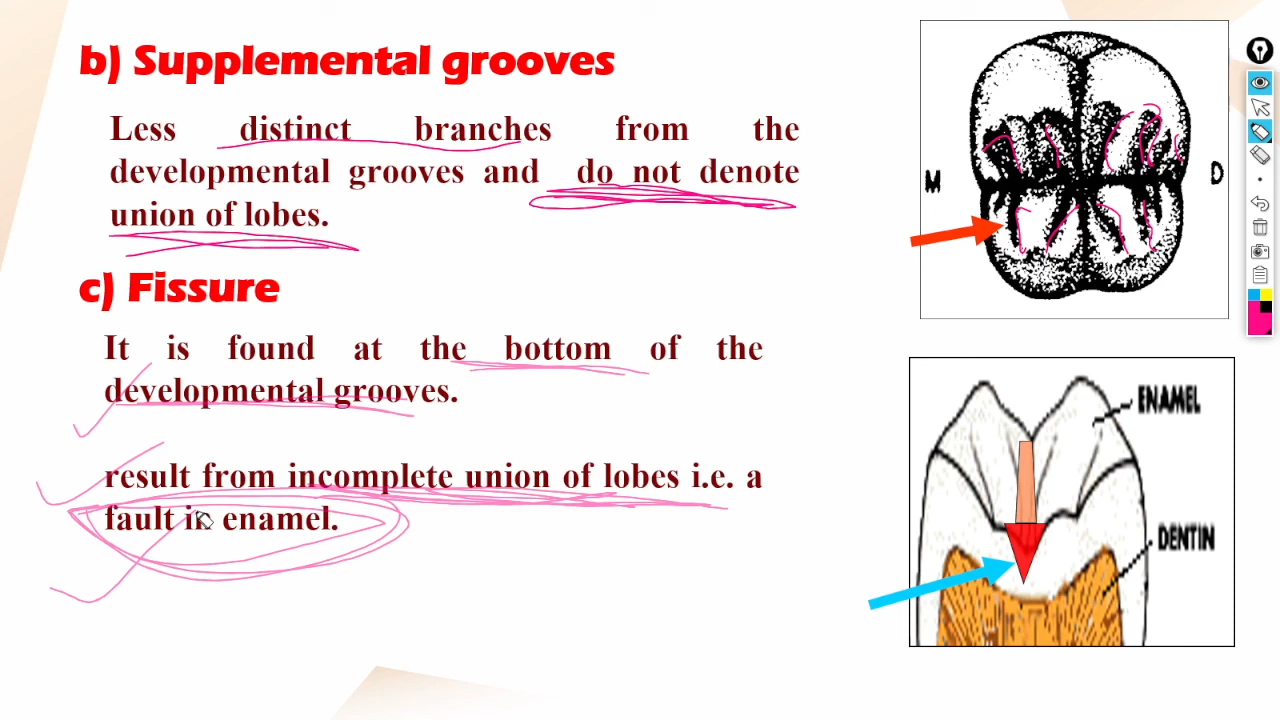 b) Supplemental grooves
Less distinct branches from the
developmental grooves and do not denote
union of lobes.
c) Fissure
It is found at the bottom of the
developmental grooves.
result from incomplete union of lobes i.e. a
fault in enamel.
M
D
ENAMEL
DENTIN